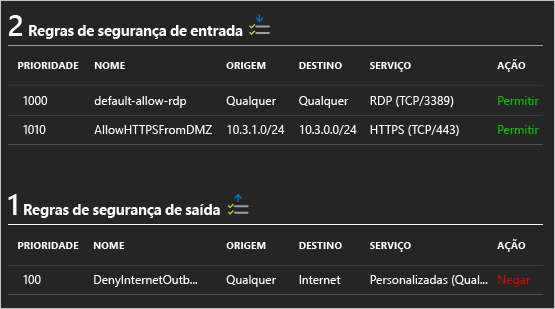 2 Regras de segurança de entrada
PRIORIDADE NOME ORIGEM DESTINO SERVIÇO AÇÃO
1000 default-allow-rdp Qualquer Qualquer RDP (TCP/3389) Permitir
1010 AllowHTTPSFromDMZ 10.3.1.0/24 10.3.0.0/24 HTTPS (TCP/443) Permitir
1 Regras de segurança de saída
PRIORIDADE NOME ORIGEM DESTINO SERVIÇO AÇÃO
100 DenyInternetOutb... Qualquer Internet Personalizadas (Qual... Negar